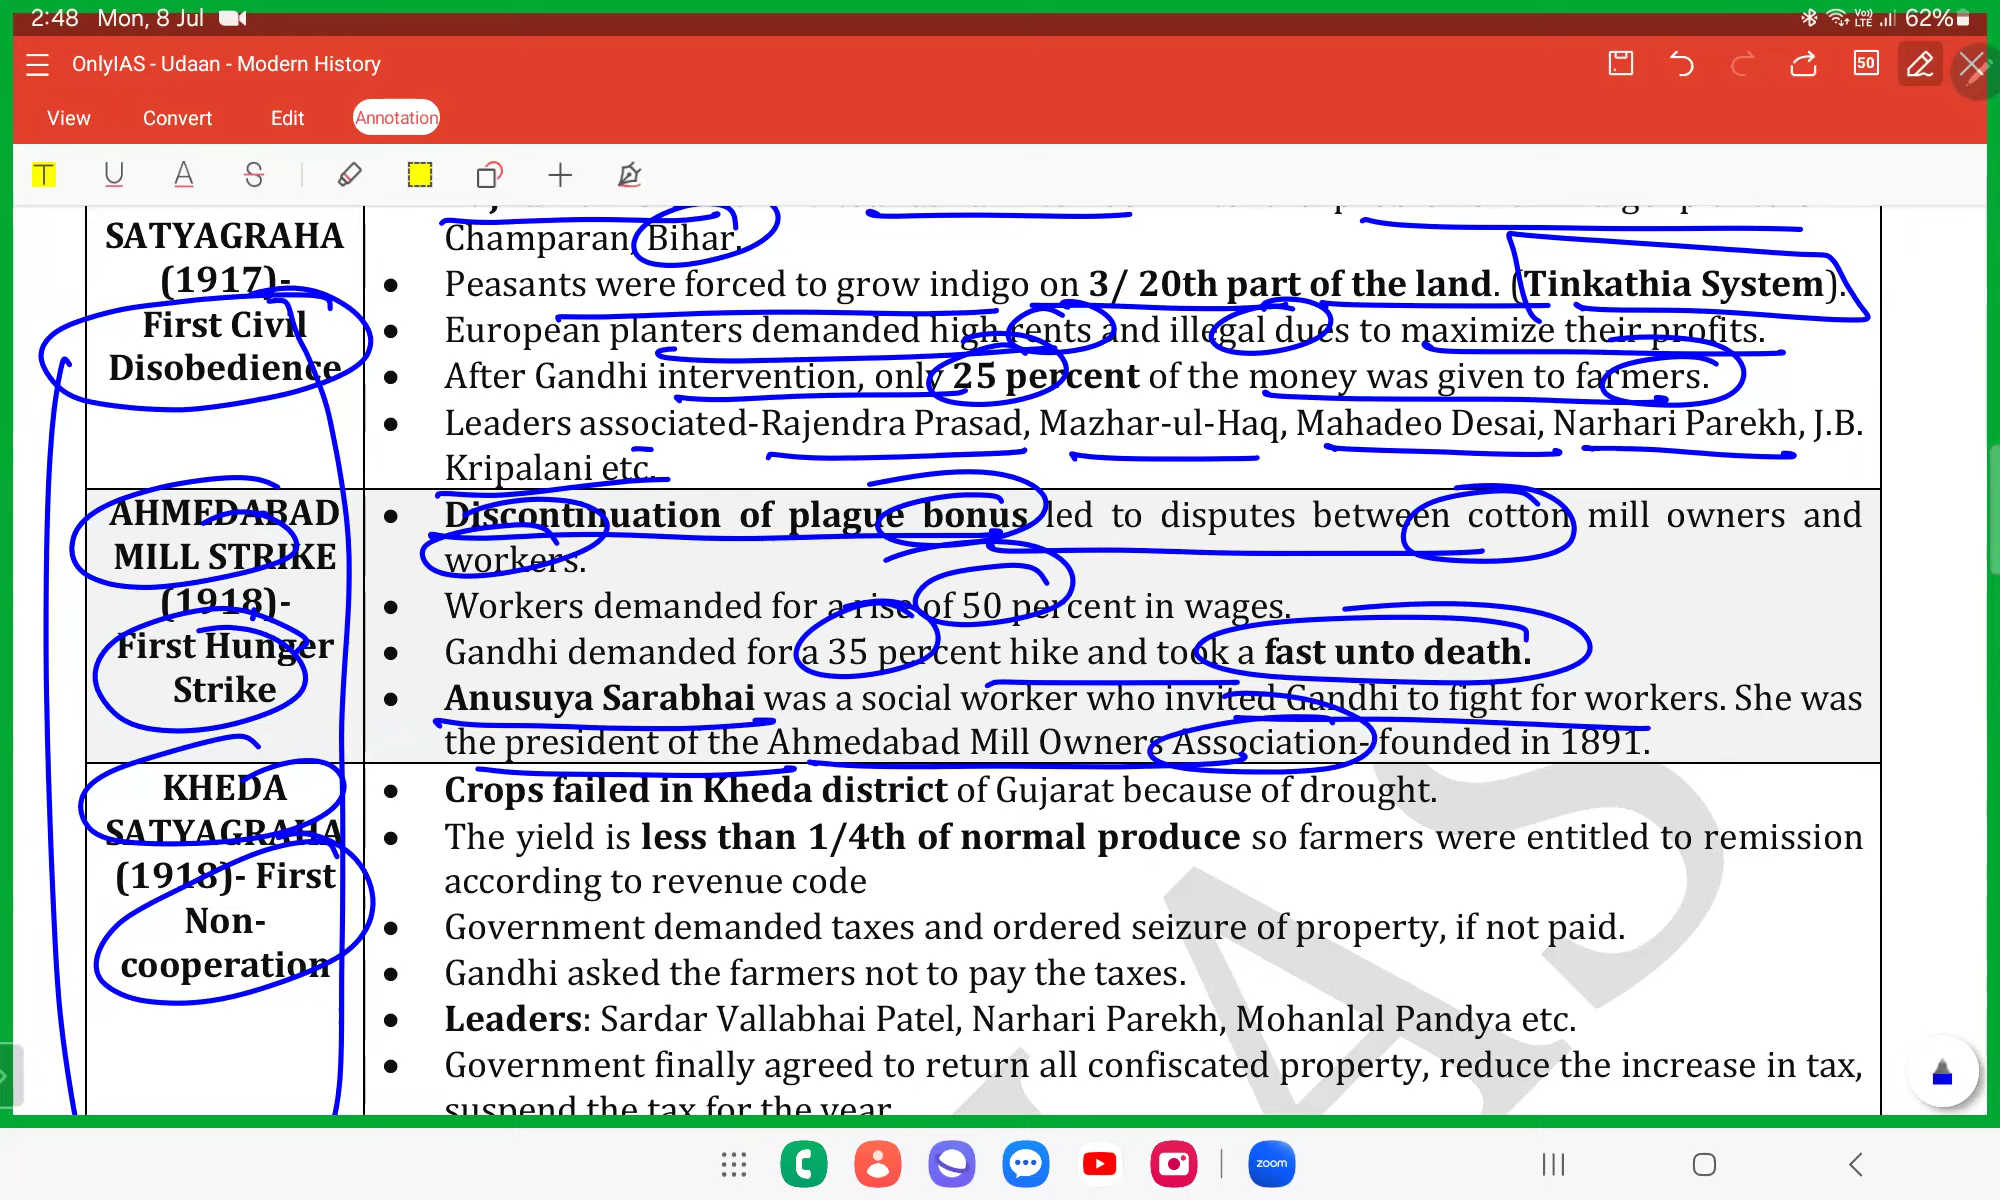 2:48 Mon, 8 Jul
Vo)) LTE 62%
OnlyIAS - Udaan - Modern History
50
View Convert Edit Annotation
T U A S
Champaran, Bihar.
SATYAGRAHA
(1917)-
First Civil
Disobedience
• Peasants were forced to grow indigo on 3/ 20th part of the land. (Tinkathia System).
• European planters demanded high rents and illegal dues to maximize their profits.
• After Gandhi intervention, only 25 percent of the money was given to farmers.
• Leaders associated-Rajendra Prasad, Mazhar-ul-Haq, Mahadeo Desai, Narhari Parekh, J.B.
Kripalani etc.
AHMEDABAD
MILL STRIKE
(1918)-
First Hunger
Strike
• Discontinuation of plague bonus led to disputes between cotton mill owners and
workers.
• Workers demanded for a rise of 50 percent in wages.
• Gandhi demanded for a 35 percent hike and took a fast unto death.
• Anusuya Sarabhai was a social worker who invited Gandhi to fight for workers. She was
the president of the Ahmedabad Mill Owners Association- founded in 1891.
KHEDA
SATYAGRAHA
(1918)- First
Non-
cooperation
• Crops failed in Kheda district of Gujarat because of drought.
• The yield is less than 1/4th of normal produce so farmers were entitled to remission
according to revenue code
• Government demanded taxes and ordered seizure of property, if not paid.
• Gandhi asked the farmers not to pay the taxes.
• Leaders: Sardar Vallabhai Patel, Narhari Parekh, Mohanlal Pandya etc.
• Government finally agreed to return all confiscated property, reduce the increase in tax,
suspend the tax for the year
zoom